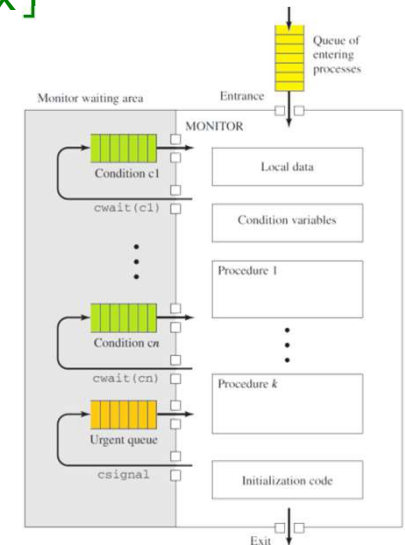 x]
Queue of
entering
processes
Entrance
Monitor waiting area
MONITOR
Local data
Condition c1
cwait(c1)
Condition variables
Procedure 1
Condition cn
cwait(cn)
Procedure k
Urgent queue
csignal
Initialization code
Exit